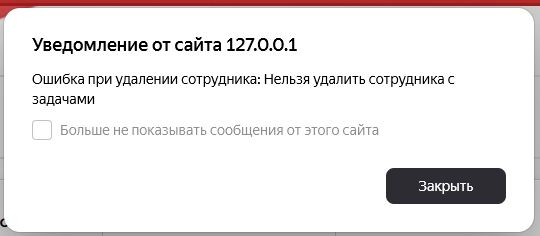 Уведомление от сайта 127.0.0.1
Ошибка при удалении сотрудника: Нельзя удалить сотрудника с
задачами
Больше не показывать сообщения от этого сайта
Закрыть